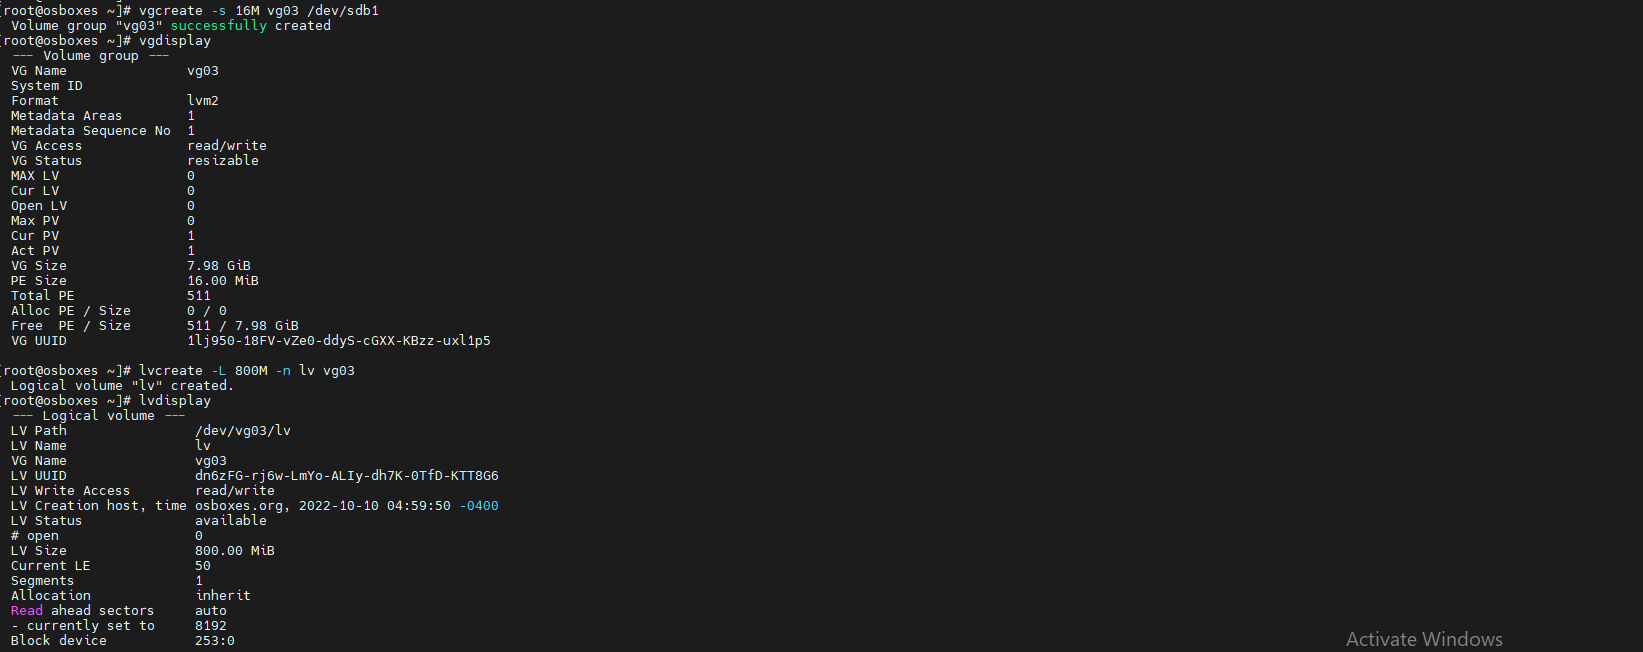 [root@osboxes ~]# vgcreate -s 16M vg03 /dev/sdb1
Volume group "vg03" successfully created
[root@osboxes ~]# vgdisplay
--- Volume group ---
VG Name vg03
System ID
Format lvm2
Metadata Areas 1
Metadata Sequence No 1
VG Access read/write
VG Status resizable
MAX LV 0
Cur LV 0
Open LV 0
Max PV 0
Cur PV 1
Act PV 1
VG Size 7.98 GiB
PE Size 16.00 MiB
Total PE 511
Alloc PE / Size 0 / 0
Free PE / Size 511 / 7.98 GiB
VG UUID 1lj950-18FV-vZe0-ddyS-cGXX-KBzz-uxl1p5
[root@osboxes ~]# lvcreate -L 800M -n lv vg03
Logical volume "lv" created.
[root@osboxes ~]# lvdisplay
--- Logical volume ---
LV Path /dev/vg03/lv
LV Name lv
VG Name vg03
LV UUID dn6zFG-rj6w-LmYo-ALIy-dh7K-0TfD-KTT8G6
LV Write Access read/write
LV Creation host, time osboxes.org, 2022-10-10 04:59:50 -0400
LV Status available
# open 0
LV Size 800.00 MiB
Current LE 50
Segments 1
Allocation inherit
Read ahead sectors auto
- currently set to 8192
Block device 253:0
Activate Windows